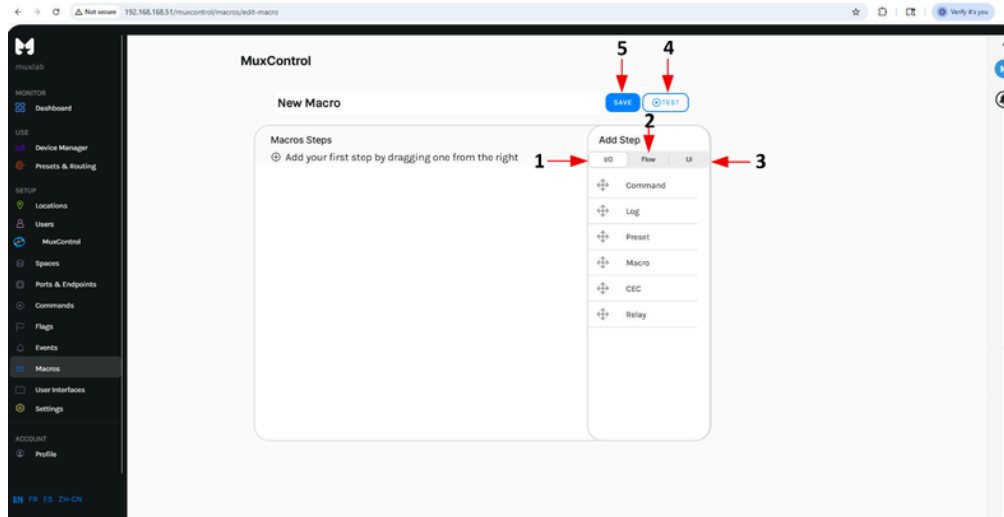 Not secure 192.168.168.51/muxcontrol/macros/edit-macro
Verify it's you
muxlab
MONITOR
Dashboard
USE
Device Manager
Presets & Routing
SETUP
Locations
Users
MuxControl
Spaces
Ports & Endpoints
Commands
Flags
Events
Macros
User Interfaces
Settings
ACCOUNT
Profile
EN FR ES ZH-CN
MuxControl
5 4
New Macro
SAVE TEST
2
Macros Steps
Add your first step by dragging one from the right
Add Step
1 I/O Flow UI 3
Command
Log
Preset
Macro
CEC
Relay
M